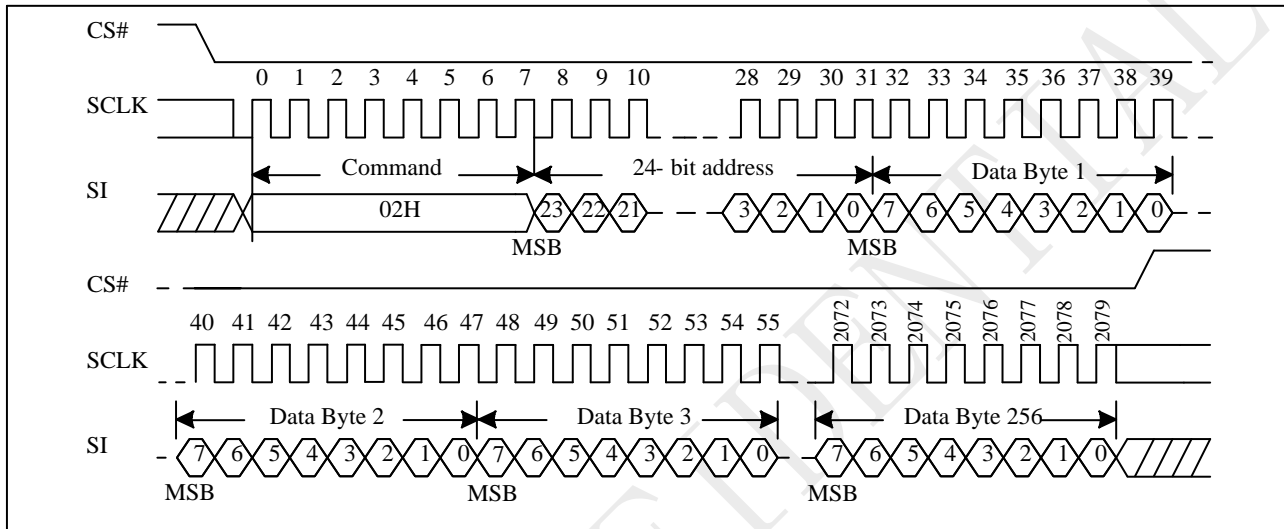 CS#
0 1 2 3 4 5 6 7 8 9 10 28 29 30 31 32 33 34 35 36 37 38 39
SCLK
Command 24- bit address Data Byte 1
SI
02H 23 22 21 3 2 1 0 7 6 5 4 3 2 1 0
MSB MSB
CS#
40 41 42 43 44 45 46 47 48 49 50 51 52 53 54 55 2072 2073 2074 2075 2076 2077 2078 2079
SCLK
Data Byte 2 Data Byte 3 Data Byte 256
SI
7 6 5 4 3 2 1 0 7 6 5 4 3 2 1 0 7 6 5 4 3 2 1 0
MSB MSB MSB